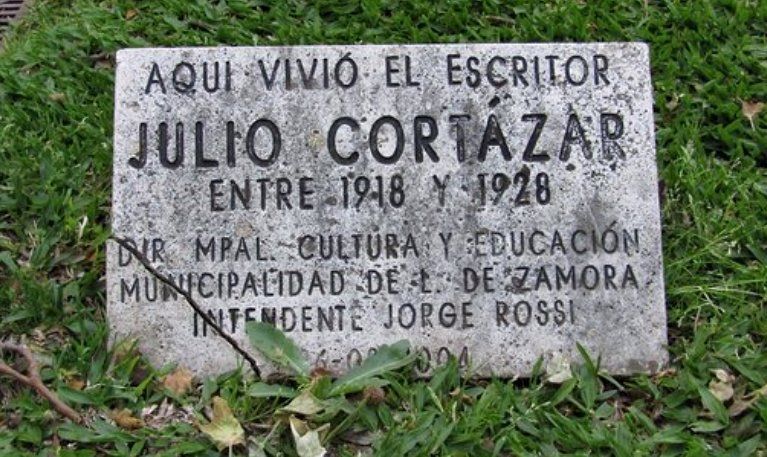 AQUI VIVIÓ EL ESCRITOR
JULIO CORTÁZAR
ENTRE 1918 Y 1928
DIR. MPAL. CULTURA Y EDUCACIÓN
MUNICIPALIDAD DE L. DE ZAMORA
INTENDENTE JORGE ROSSI